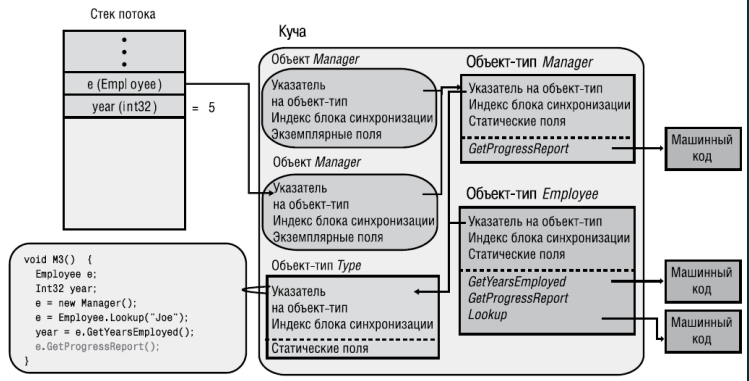 Стек потока
e (Employee)
year (int32)
= 5
Куча
Объект Manager
Указатель
на объект-тип
Индекс блока синхронизации
Экземплярные поля
Объект Manager
Указатель
на объект-тип
Индекс блока синхронизации
Экземплярные поля
Объект-тип Type
Указатель
на объект-тип
Индекс блока синхронизации
Статические поля
Объект-тип Manager
Указатель на объект-тип
Индекс блока синхронизации
Статические поля
GetProgressReport
Машинный
код
Объект-тип Employee
Указатель на объект-тип
Индекс блока синхронизации
Статические поля
GetYearsEmployed
GetProgressReport
Lookup
Машинный
код
Машинный
код
void M3() {
Employee e;
Int32 year;
e = new Manager();
e = Employee.Lookup("Joe");
year = e.GetYearsEmployed();
e.GetProgressReport();
}